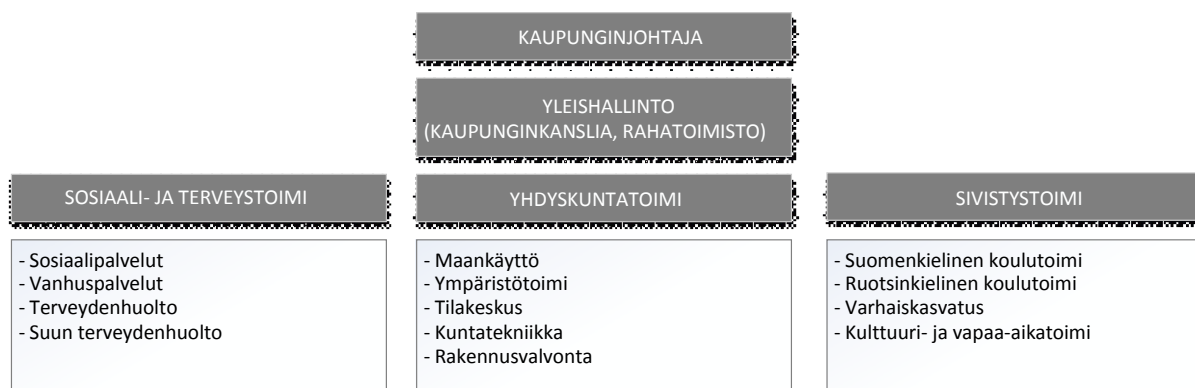 KAUPUNGINJOHTAJA
YLEISHALLINTO
(KAUPUNGINKANSLIA, RAHATOIMISTO)
SOSIAALI- JA TERVEYSTOIMI
- Sosiaalipalvelut
- Vanhuspalvelut
- Terveydenhuolto
- Suun terveydenhuolto
YHDYSKUNTATOIMI
- Maankäyttö
- Ympäristötoimi
- Tilakeskus
- Kuntatekniikka
- Rakennusvalvonta
SIVISTYSTOIMI
- Suomenkielinen koulutoimi
- Ruotsinkielinen koulutoimi
- Varhaiskasvatus
- Kulttuuri- ja vapaa-aikatoimi